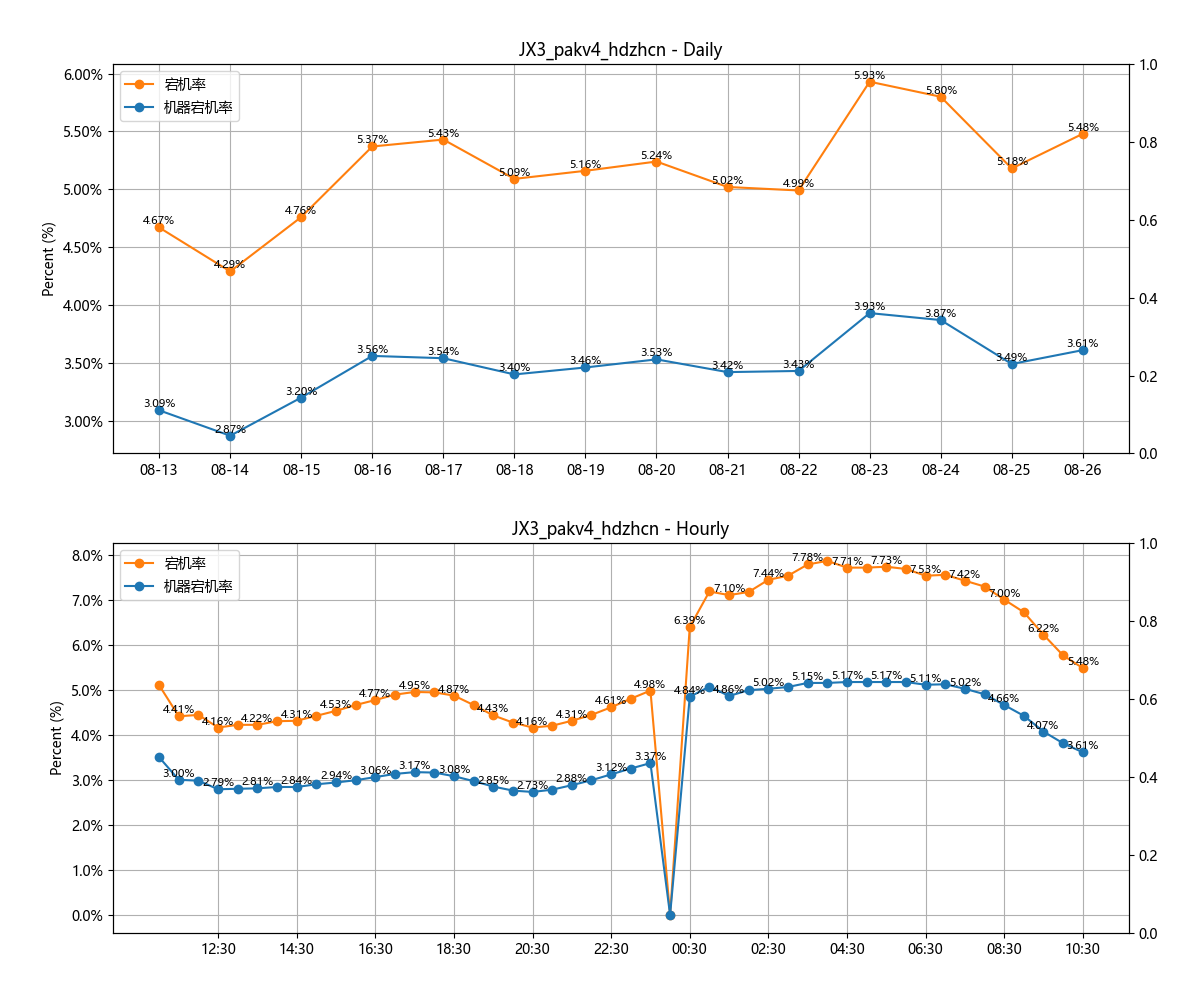 JX3_pakv4_hdzhcn - Daily
宕机率
机器宕机率
Percent (%)
6.00%
5.50%
5.00%
4.50%
4.00%
3.50%
3.00%
1.0
0.8
0.6
0.4
0.2
0.0
4.67% 4.29% 4.76% 5.37% 5.43% 5.09% 5.16% 5.24% 5.02% 4.99% 5.93% 5.80% 5.18% 5.48%
3.09% 2.87% 3.20% 3.56% 3.54% 3.40% 3.46% 3.53% 3.42% 3.43% 3.93% 3.87% 3.49% 3.61%
08-13 08-14 08-15 08-16 08-17 08-18 08-19 08-20 08-21 08-22 08-23 08-24 08-25 08-26
JX3_pakv4_hdzhcn - Hourly
宕机率
机器宕机率
Percent (%)
8.0%
7.0%
6.0%
5.0%
4.0%
3.0%
2.0%
1.0%
0.0%
1.0
0.8
0.6
0.4
0.2
0.0
4.41% 4.16% 4.22% 4.31% 4.53% 4.77% 4.95% 4.87% 4.43% 4.16% 4.31% 4.61% 4.98% 6.39% 7.10% 7.44% 7.78% 7.71% 7.73% 7.53% 7.42% 7.00% 6.22% 5.48%
3.00% 2.79% 2.81% 2.84% 2.94% 3.06% 3.17% 3.08% 2.85% 2.73% 2.88% 3.12% 3.37% 4.84% 4.86% 5.02% 5.15% 5.17% 5.17% 5.11% 5.02% 4.66% 4.07% 3.61%
12:30 14:30 16:30 18:30 20:30 22:30 00:30 02:30 04:30 06:30 08:30 10:30